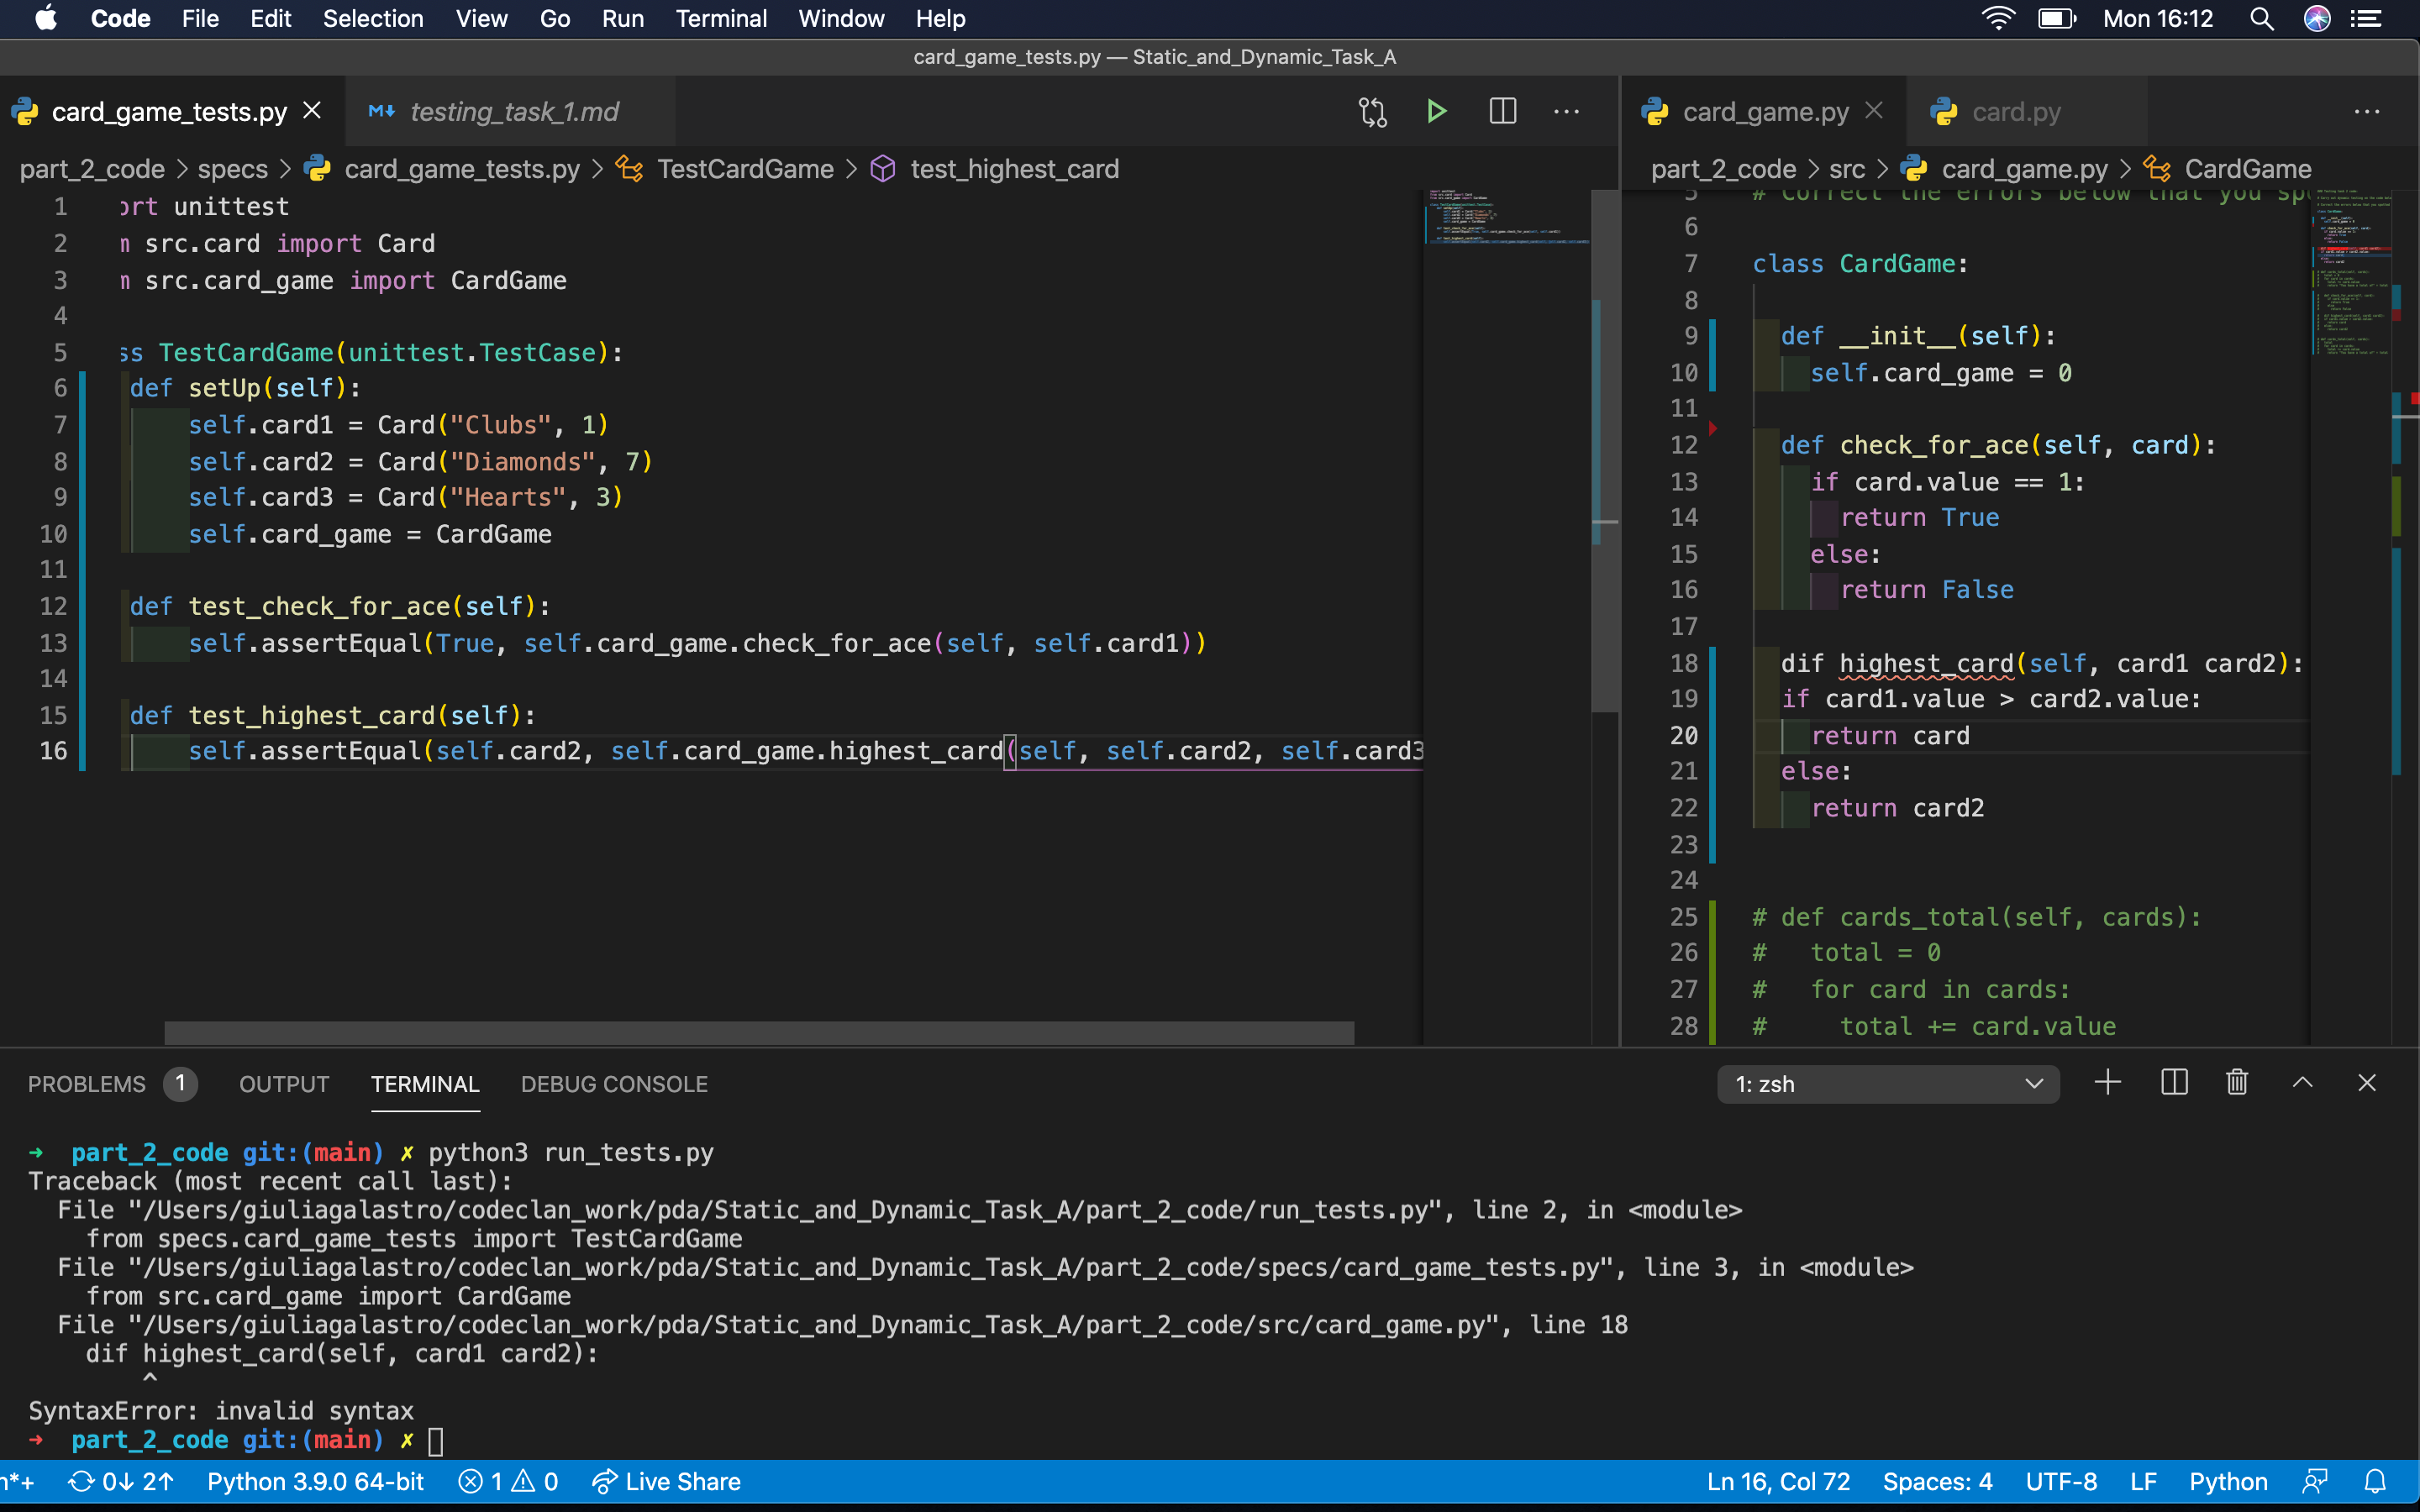 Code File Edit Selection View Go Run Terminal Window Help Mon 16:12
card_game_tests.py — Static_and_Dynamic_Task_A
card_game_tests.py testing_task_1.md
part_2_code > specs > card_game_tests.py > TestCardGame > test_highest_card
1 ort unittest
2 m src.card import Card
3 m src.card_game import CardGame
4
5 ss TestCardGame(unittest.TestCase):
6 def setUp(self):
7 self.card1 = Card("Clubs", 1)
8 self.card2 = Card("Diamonds", 7)
9 self.card3 = Card("Hearts", 3)
10 self.card_game = CardGame
11
12 def test_check_for_ace(self):
13 self.assertEqual(True, self.card_game.check_for_ace(self, self.card1))
14
15 def test_highest_card(self):
16 self.assertEqual(self.card2, self.card_game.highest_card(self, self.card2, self.card3
card_game.py card.py
part_2_code > src > card_game.py > CardGame
5 # Correct the errors below that you sp
6
7 class CardGame:
8
9 def __init__(self):
10 self.card_game = 0
11
12 def check_for_ace(self, card):
13 if card.value == 1:
14 return True
15 else:
16 return False
17
18 dif highest_card(self, card1 card2):
19 if card1.value > card2.value:
20 return card
21 else:
22 return card2
23
24
25 # def cards_total(self, cards):
26 # total = 0
27 # for card in cards:
28 # total += card.value
PROBLEMS 1 OUTPUT TERMINAL DEBUG CONSOLE 1: zsh
➜ part_2_code git:(main) ✗ python3 run_tests.py
Traceback (most recent call last):
File "/Users/giuliagalastro/codeclan_work/pda/Static_and_Dynamic_Task_A/part_2_code/run_tests.py", line 2, in <module>
from specs.card_game_tests import TestCardGame
File "/Users/giuliagalastro/codeclan_work/pda/Static_and_Dynamic_Task_A/part_2_code/specs/card_game_tests.py", line 3, in <module>
from src.card_game import CardGame
File "/Users/giuliagalastro/codeclan_work/pda/Static_and_Dynamic_Task_A/part_2_code/src/card_game.py", line 18
dif highest_card(self, card1 card2):
^
SyntaxError: invalid syntax
➜ part_2_code git:(main) ✗
n*+ 0↓ 2↑ Python 3.9.0 64-bit 1 0 Live Share Ln 16, Col 72 Spaces: 4 UTF-8 LF Python